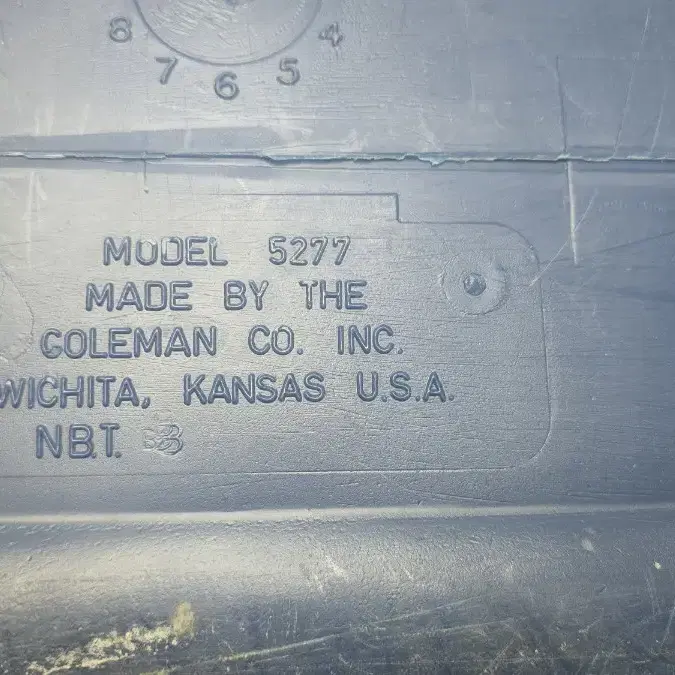 8 7 6 5 4
MODEL 5277
MADE BY THE
COLEMAN CO. INC.
WICHITA, KANSAS U.S.A.
N.B.T.